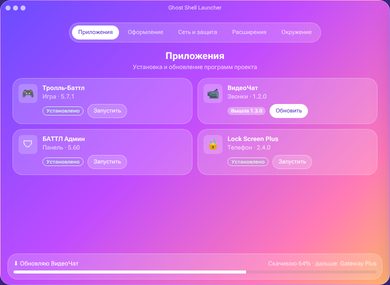 Ghost Shell Launcher
Приложения Оформление Сеть и защита Расширения Окружение
Приложения
Установка и обновление программ проекта
Тролль-Баттл
Игра · 5.7.1
Установлено Запустить
ВидеоЧат
Звонки · 1.2.0
Вышла 1.3.0 Обновить
БАТТЛ Админ
Панель · 5.60
Установлено Запустить
Lock Screen Plus
Телефон · 2.4.0
Установлено Запустить
Обновляю ВидеоЧат
Скачиваю 64% · дальше: Gateway Plus